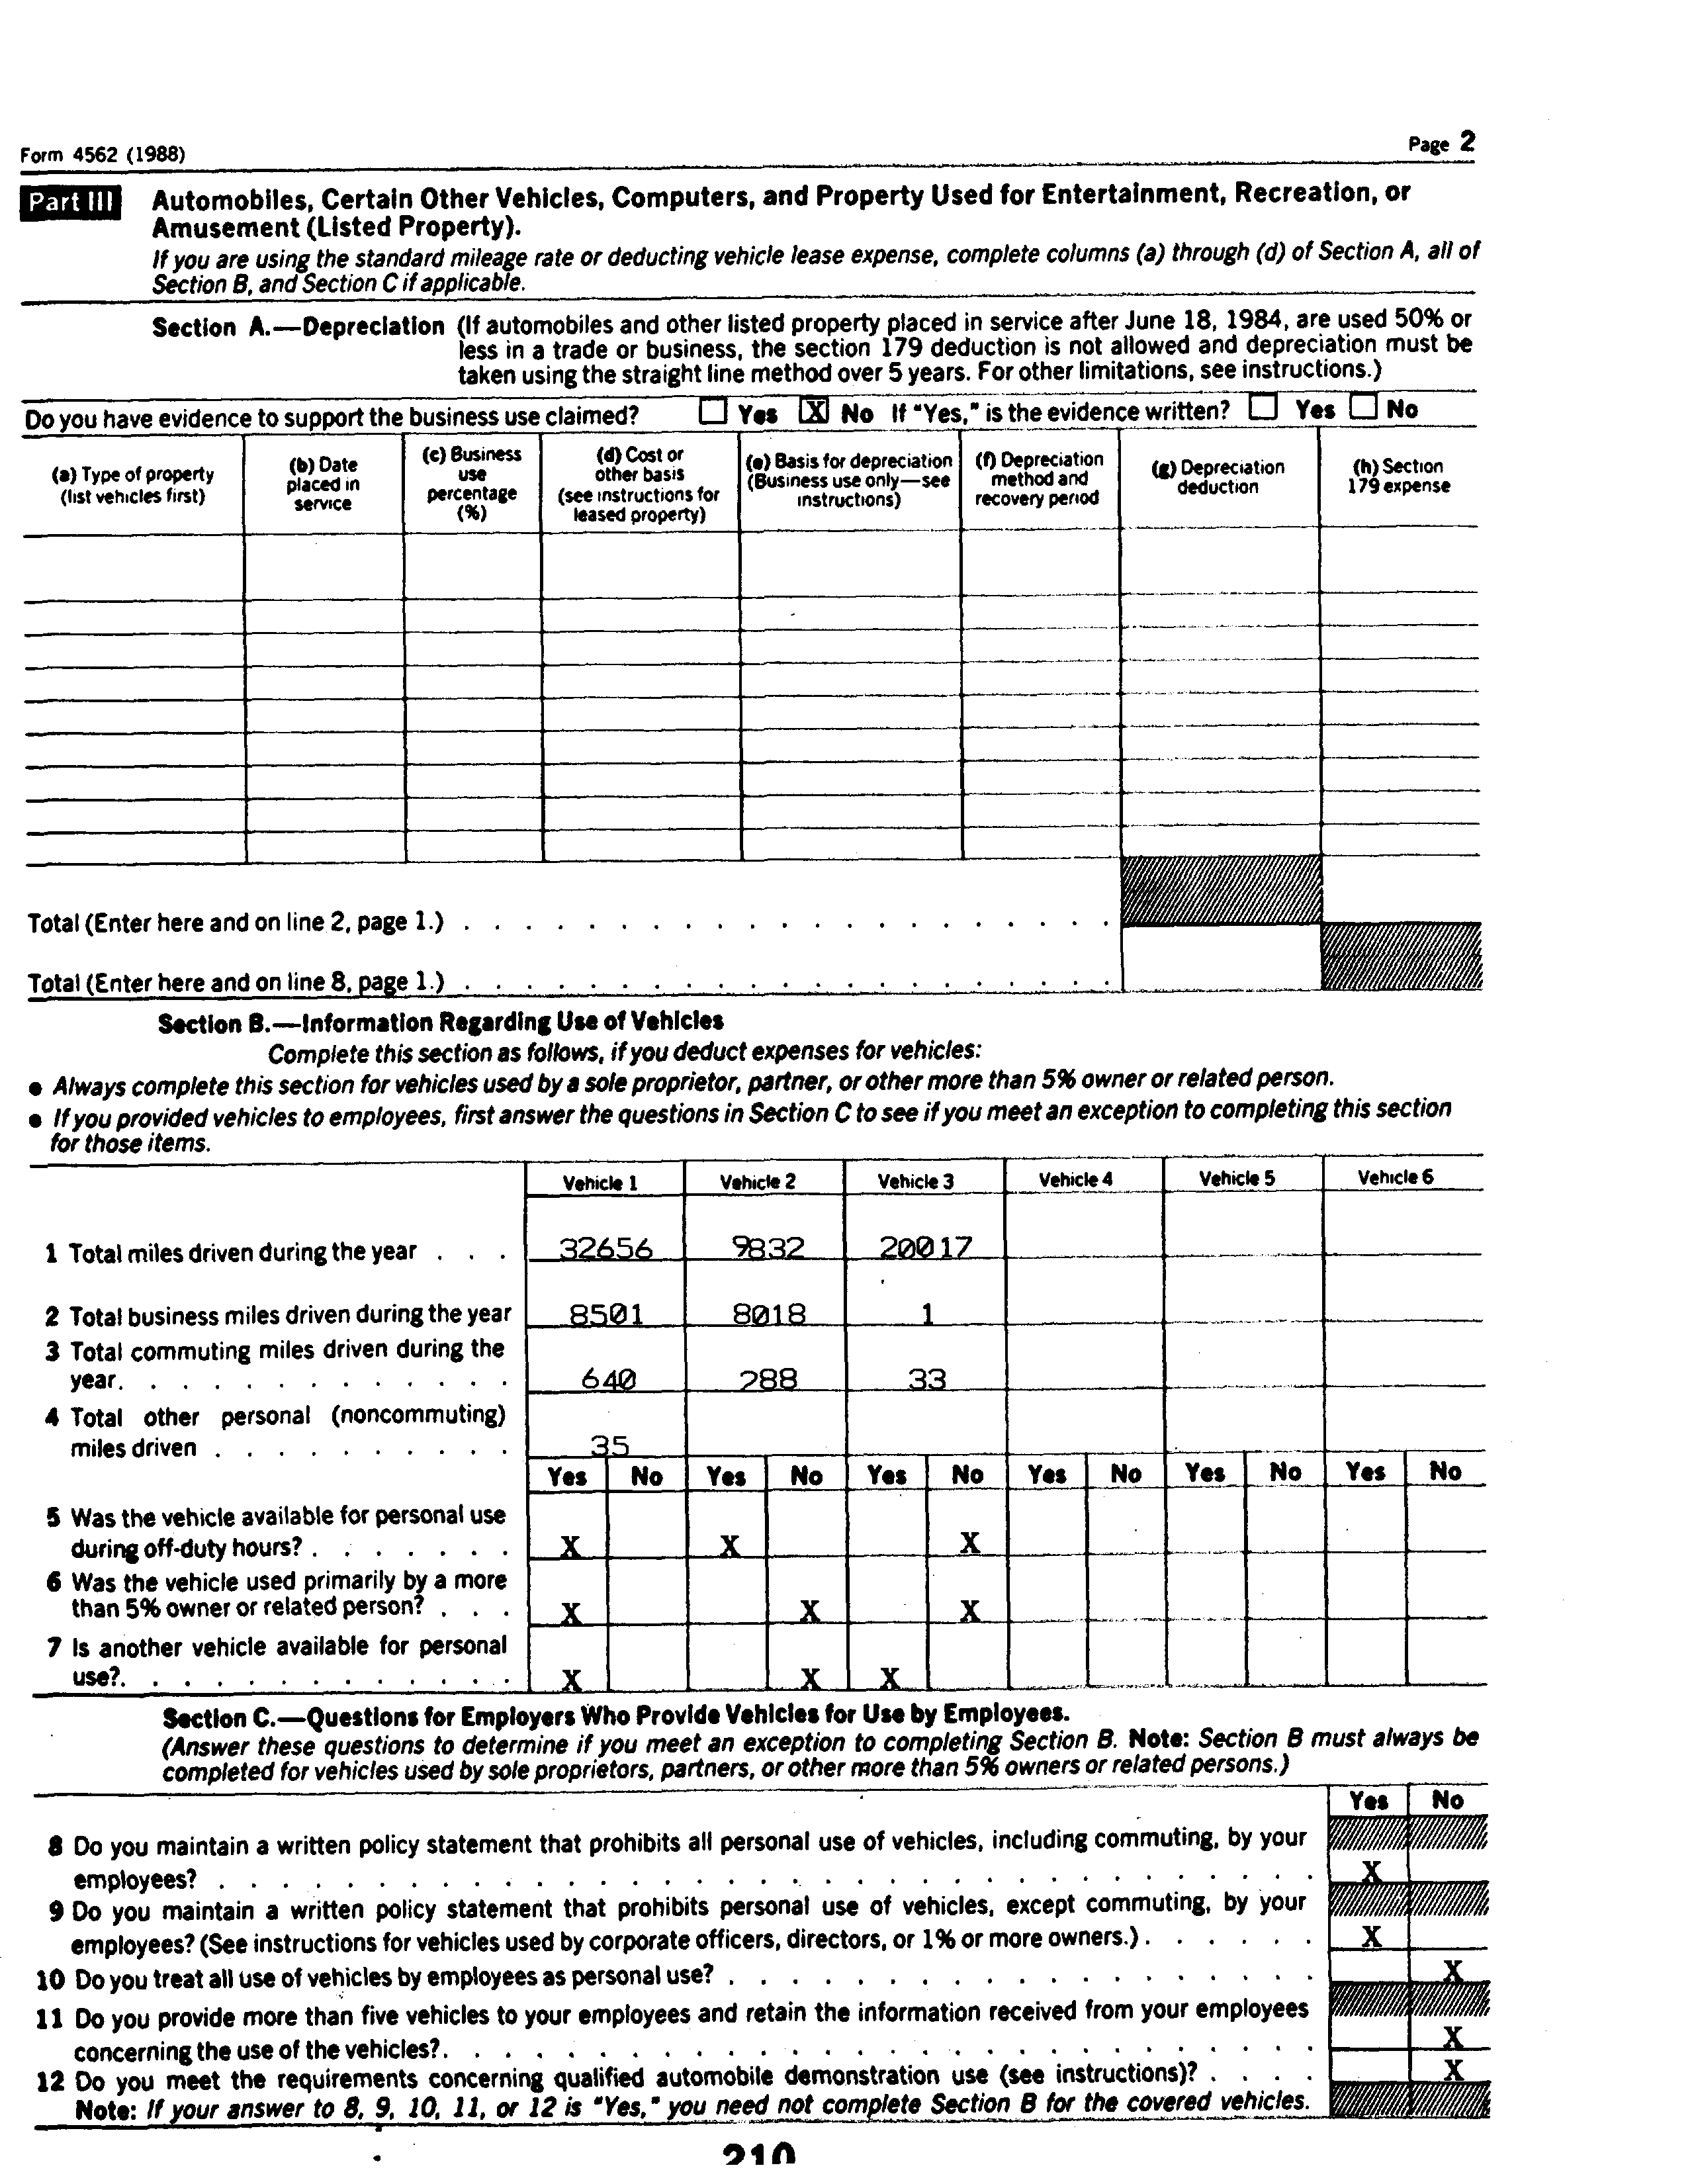 Form 4562 (1988)
Page 2
Part III Automobiles, Certain Other Vehicles, Computers, and Property Used for Entertainment, Recreation, or
Amusement (Listed Property).
If you are using the standard mileage rate or deducting vehicle lease expense, complete columns (a) through (d) of Section A, all of
Section B, and Section C if applicable.
Section A.—Depreciation (If automobiles and other listed property placed in service after June 18, 1984, are used 50% or
less in a trade or business, the section 179 deduction is not allowed and depreciation must be
taken using the straight line method over 5 years. For other limitations, see instructions.)
Do you have evidence to support the business use claimed? Yes X No If "Yes," is the evidence written? Yes No
(a) Type of property
(list vehicles first)
(b) Date
placed in
service
(c) Business
use
percentage
(%)
(d) Cost or
other basis
(see instructions for
leased property)
(e) Basis for depreciation
(Business use only—see
instructions)
(f) Depreciation
method and
recovery period
(g) Depreciation
deduction
(h) Section
179 expense
Total (Enter here and on line 2, page 1.) . . . . . . . . . . . . . . . . . . . . .
Total (Enter here and on line 8, page 1.) . . . . . . . . . . . . . . . . . . . . .
Section B.—Information Regarding Use of Vehicles
Complete this section as follows, if you deduct expenses for vehicles:
● Always complete this section for vehicles used by a sole proprietor, partner, or other more than 5% owner or related person.
● If you provided vehicles to employees, first answer the questions in Section C to see if you meet an exception to completing this section
for those items.
Vehicle 1 Vehicle 2 Vehicle 3 Vehicle 4 Vehicle 5 Vehicle 6
1 Total miles driven during the year . . . 32656 9832 20017
2 Total business miles driven during the year 8501 8018 1
3 Total commuting miles driven during the
year. . . . . . . . . . . . . 640 288 33
4 Total other personal (noncommuting)
miles driven . . . . . . . . . . 35
Yes No Yes No Yes No Yes No Yes No Yes No
5 Was the vehicle available for personal use
during off-duty hours? . . . . . . . X X X
6 Was the vehicle used primarily by a more
than 5% owner or related person? . . . X X X
7 Is another vehicle available for personal
use?. . . . . . . . . . . . . X X X
Section C.—Questions for Employers Who Provide Vehicles for Use by Employees.
(Answer these questions to determine if you meet an exception to completing Section B. Note: Section B must always be
completed for vehicles used by sole proprietors, partners, or other more than 5% owners or related persons.)
Yes No
8 Do you maintain a written policy statement that prohibits all personal use of vehicles, including commuting, by your
employees? . . . . . . . . . . . . . . . . . . . . . . . . . . . . . . . . . . . X
9 Do you maintain a written policy statement that prohibits personal use of vehicles, except commuting, by your
employees? (See instructions for vehicles used by corporate officers, directors, or 1% or more owners.) . . . . . . X
10 Do you treat all use of vehicles by employees as personal use? . . . . . . . . . . . . . . . . . . . X
11 Do you provide more than five vehicles to your employees and retain the information received from your employees
concerning the use of the vehicles?. . . . . . . . . . . . . . . . . . . . . . . . . . . . X
12 Do you meet the requirements concerning qualified automobile demonstration use (see instructions)? . . . . X
Note: If your answer to 8, 9, 10, 11, or 12 is "Yes," you need not complete Section B for the covered vehicles.
210